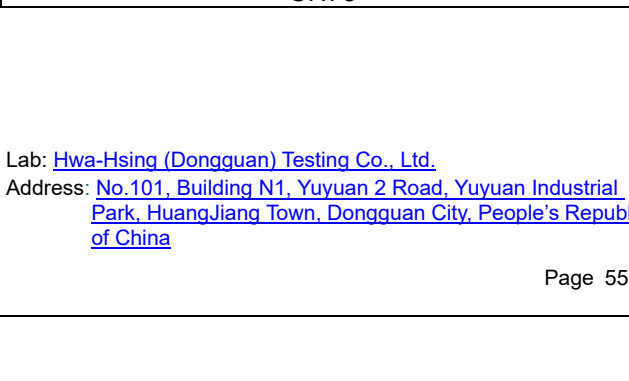 Lab: Hwa-Hsing (Dongguan) Testing Co., Ltd.
Address: No.101, Building N1, Yuyuan 2 Road, Yuyuan Industrial
Park, HuangJiang Town, Dongguan City, People’s Republ
of China
Page 55